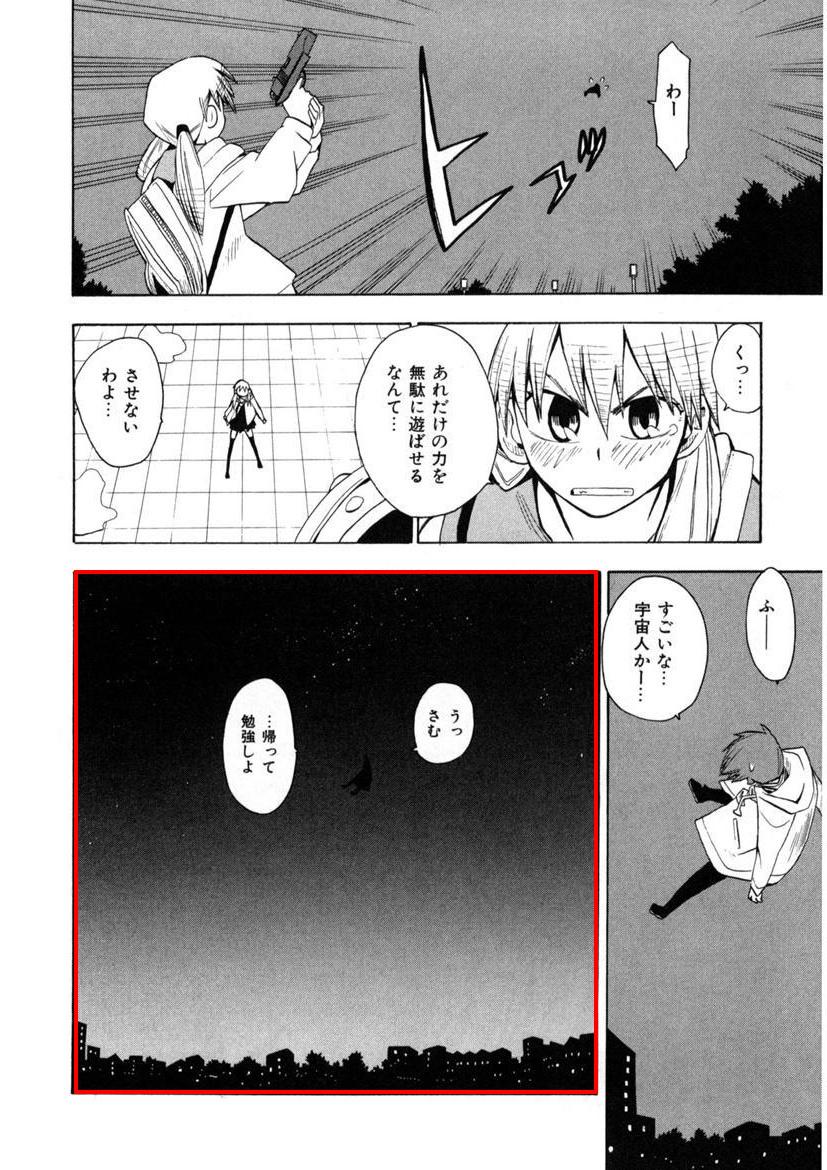 わー
ヒュッ
くっ…
あれだけの力を
無駄に遊ばせる
なんて…
させない
わよ…
ふー
すごいな…
宇宙人かー…
うっ
さむ
…帰って
勉強しよ